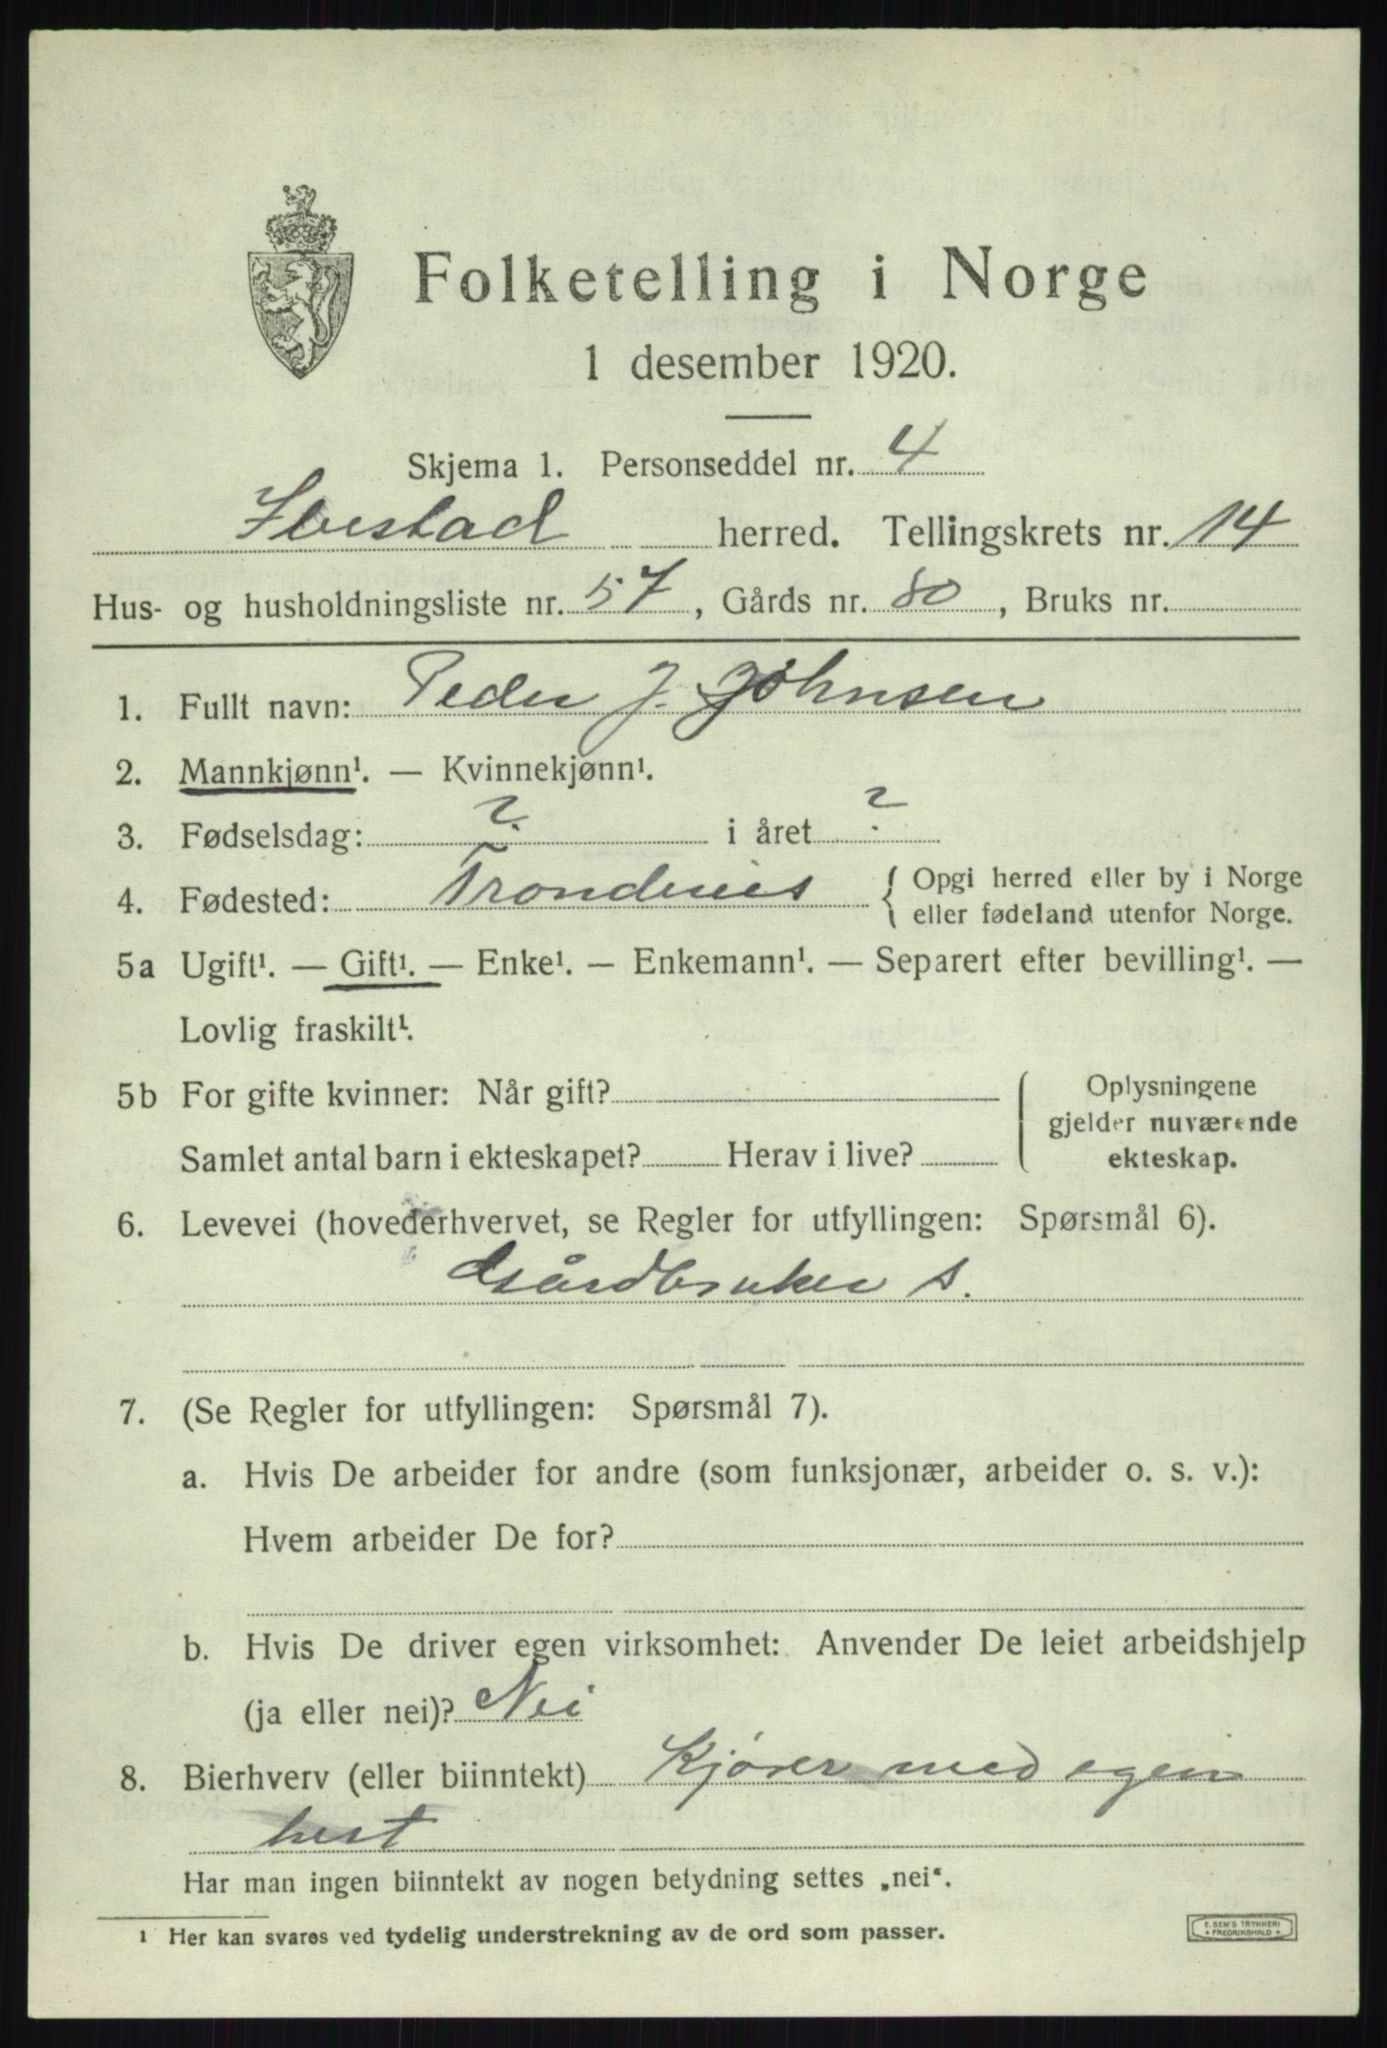 Folketelling i Norge
1 desember 1920.
Skjema 1. Personseddel nr. 4
Ibestad herred. Tellingskrets nr. 14
Hus- og husholdningsliste nr. 57, Gårds nr. 80, Bruks nr.
1. Fullt navn: Peder J. Johnsen
2. Mannkjønn¹. — Kvinnekjønn¹.
3. Fødselsdag: ? i året ?
4. Fødested: Trondenes { Opgi herred eller by i Norge
eller fødeland utenfor Norge.
5a Ugift¹. — Gift¹. — Enke¹. — Enkemann¹. — Separert efter bevilling¹. —
Lovlig fraskilt¹.
5b For gifte kvinner: Når gift? Oplysningene
gjelder nuværende
Samlet antal barn i ekteskapet? Herav i live? ekteskap.
6. Levevei (hovederhvervet, se Regler for utfyllingen: Spørsmål 6).
Gårdbruker s.
7. (Se Regler for utfyllingen: Spørsmål 7).
a. Hvis De arbeider for andre (som funksjonær, arbeider o. s. v.):
Hvem arbeider De for?
b. Hvis De driver egen virksomhet: Anvender De leiet arbeidshjelp
(ja eller nei)? Nei
8. Bierhverv (eller biinntekt) Kjører med egen
hest
Har man ingen biinntekt av nogen betydning settes „nei“.
¹ Her kan svares ved tydelig understrekning av de ord som passer.
E. SEM'S TRYKKERI
* FREDRIKSHALD *